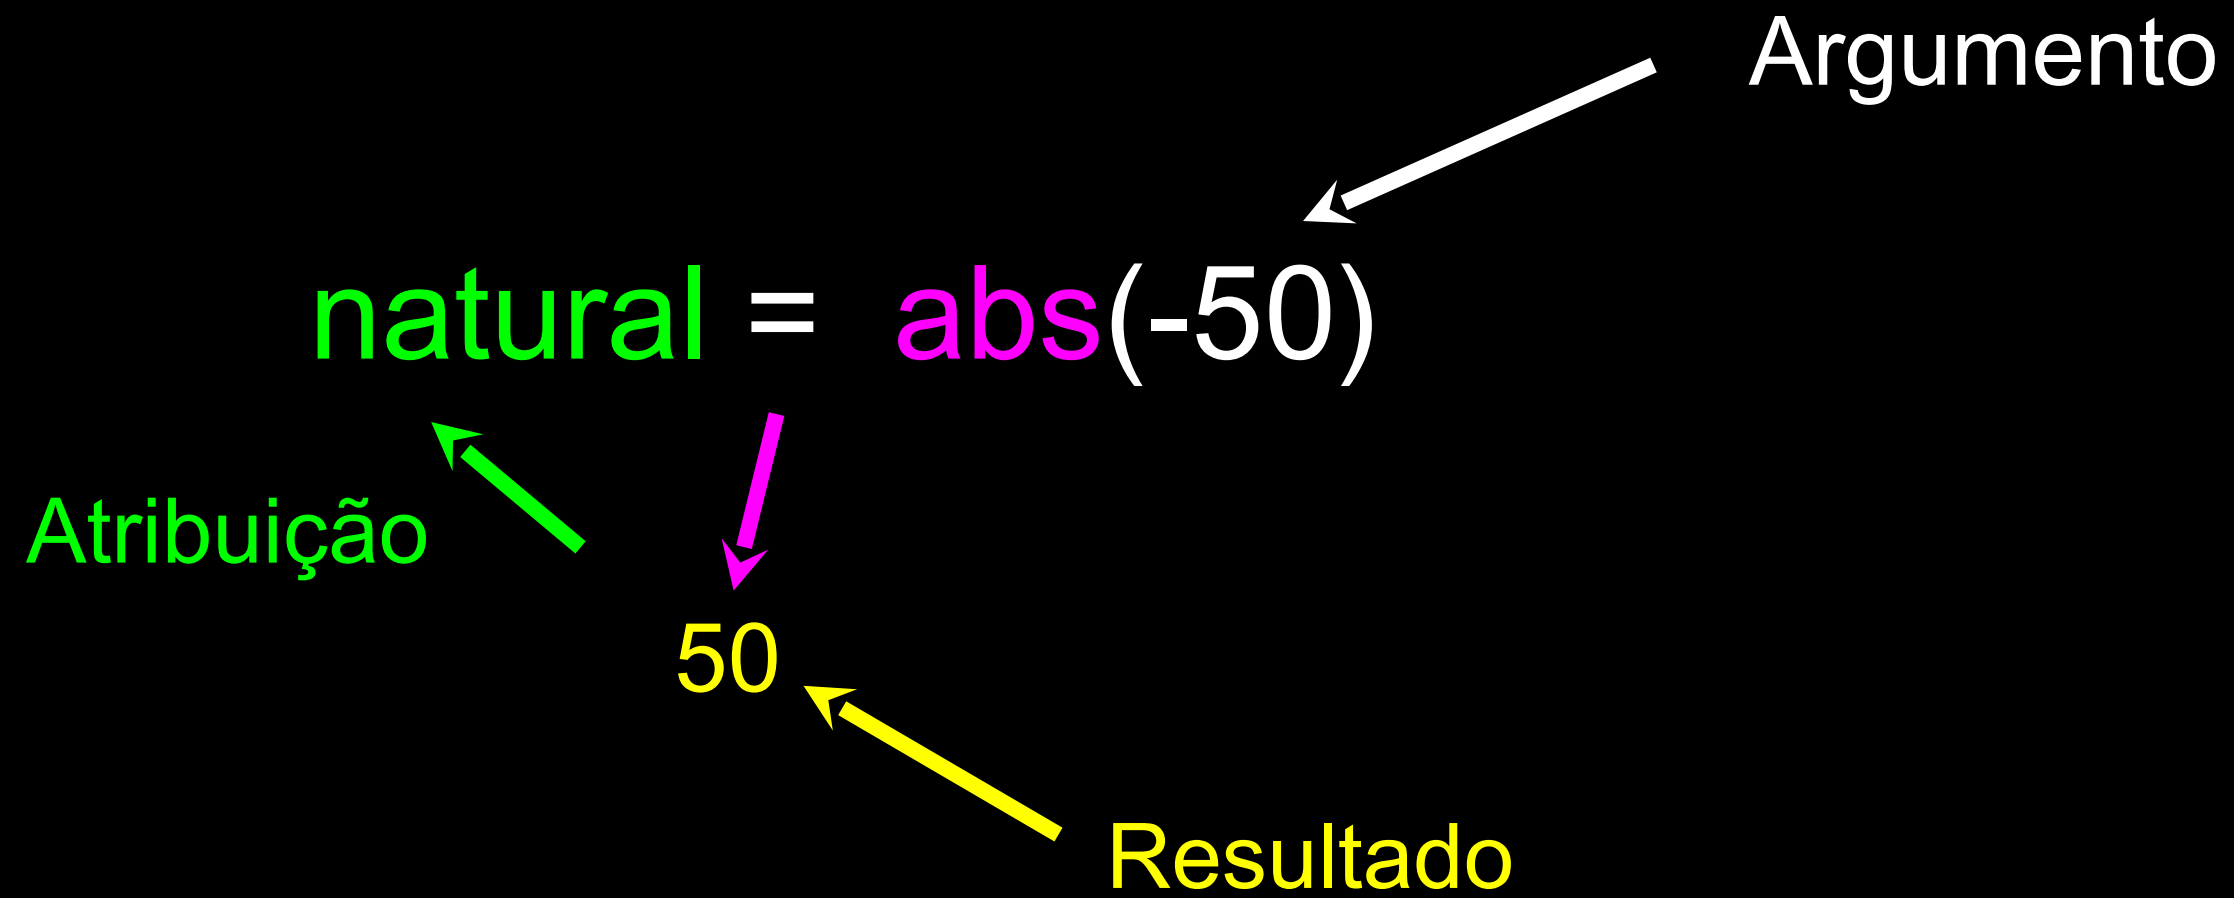 Argumento
natural = abs(-50)
Atribuição
50
Resultado